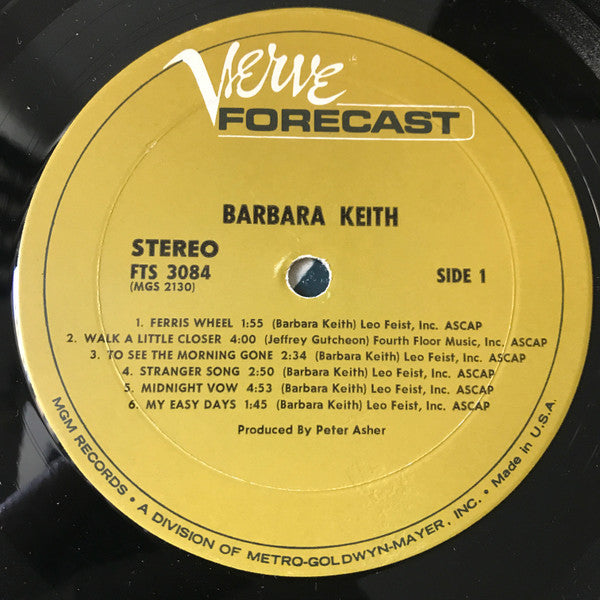 Verve
FORECAST
BARBARA KEITH
STEREO
FTS 3084
(MGS 2130)
SIDE 1
1. FERRIS WHEEL 1:55 (Barbara Keith) Leo Feist, Inc. ASCAP
2. WALK A LITTLE CLOSER 4:00 (Jeffrey Gutcheon) Fourth Floor Music, Inc. ASCAP
3. TO SEE THE MORNING GONE 2:34 (Barbara Keith) Leo Feist, Inc. ASCAP
4. STRANGER SONG 2:50 (Barbara Keith) Leo Feist, Inc. ASCAP
5. MIDNIGHT VOW 4:53 (Barbara Keith) Leo Feist, Inc. ASCAP
6. MY EASY DAYS 1:45 (Barbara Keith) Leo Feist, Inc. ASCAP
Produced By Peter Asher
MGM RECORDS • A DIVISION OF METRO-GOLDWYN-MAYER, INC. • Made in U.S.A.